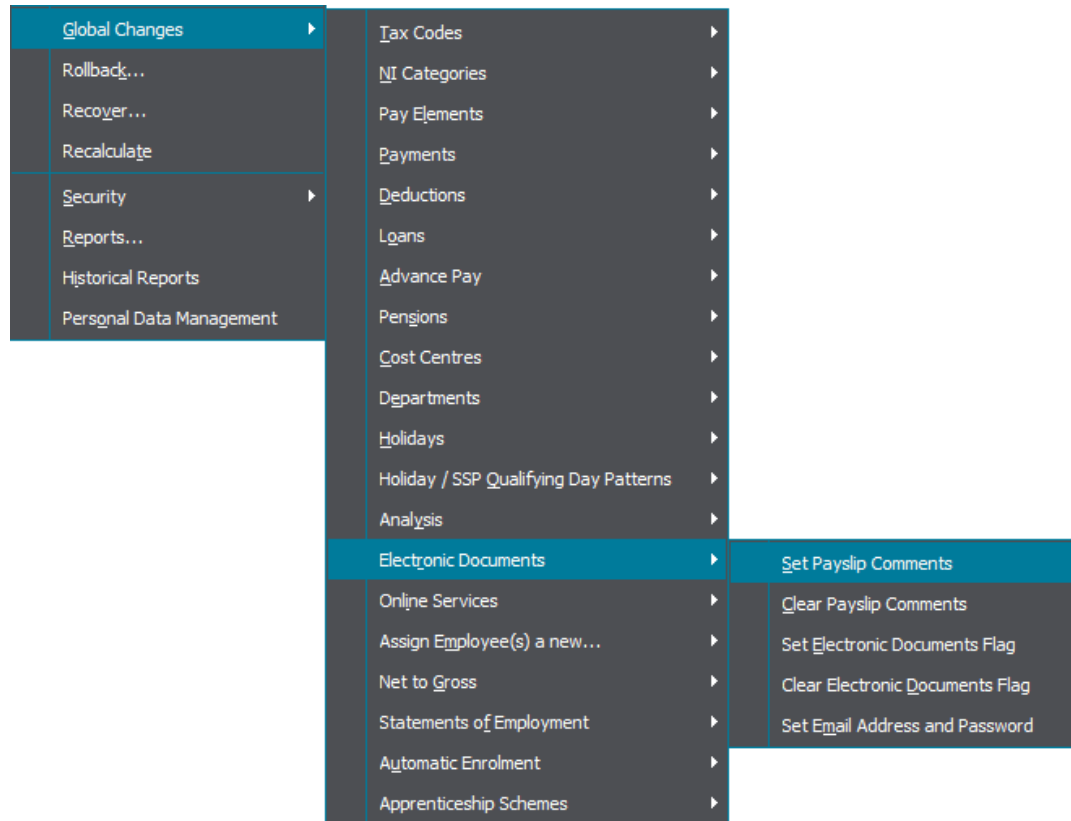 Global Changes
Rollback...
Recover...
Recalculate
Security
Reports...
Historical Reports
Personal Data Management
Tax Codes
NI Categories
Pay Elements
Payments
Deductions
Loans
Advance Pay
Pensions
Cost Centres
Departments
Holidays
Holiday / SSP Qualifying Day Patterns
Analysis
Electronic Documents
Online Services
Assign Employee(s) a new...
Net to Gross
Statements of Employment
Automatic Enrolment
Apprenticeship Schemes
Set Payslip Comments
Clear Payslip Comments
Set Electronic Documents Flag
Clear Electronic Documents Flag
Set Email Address and Password